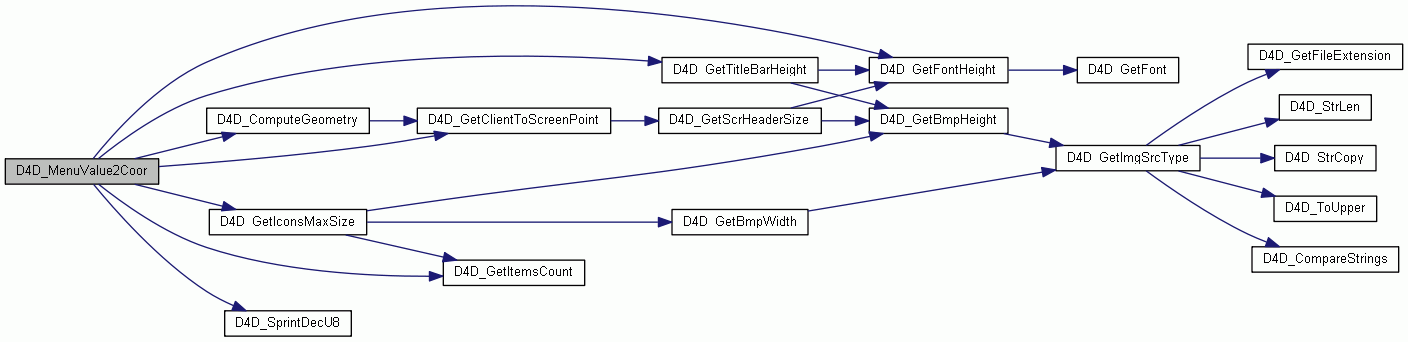 D4D_MenuValue2Coor
D4D_ComputeGeometry
D4D_GetIconsMaxSize
D4D_SprintDecU8
D4D_GetClientToScreenPoint
D4D_GetItemsCount
D4D_GetTitleBarHeight
D4D_GetScrHeaderSize
D4D_GetBmpWidth
D4D_GetFontHeight
D4D_GetBmpHeight
D4D_GetFont
D4D_GetImgSrcType
D4D_GetFileExtension
D4D_StrLen
D4D_StrCopy
D4D_ToUpper
D4D_CompareStrings